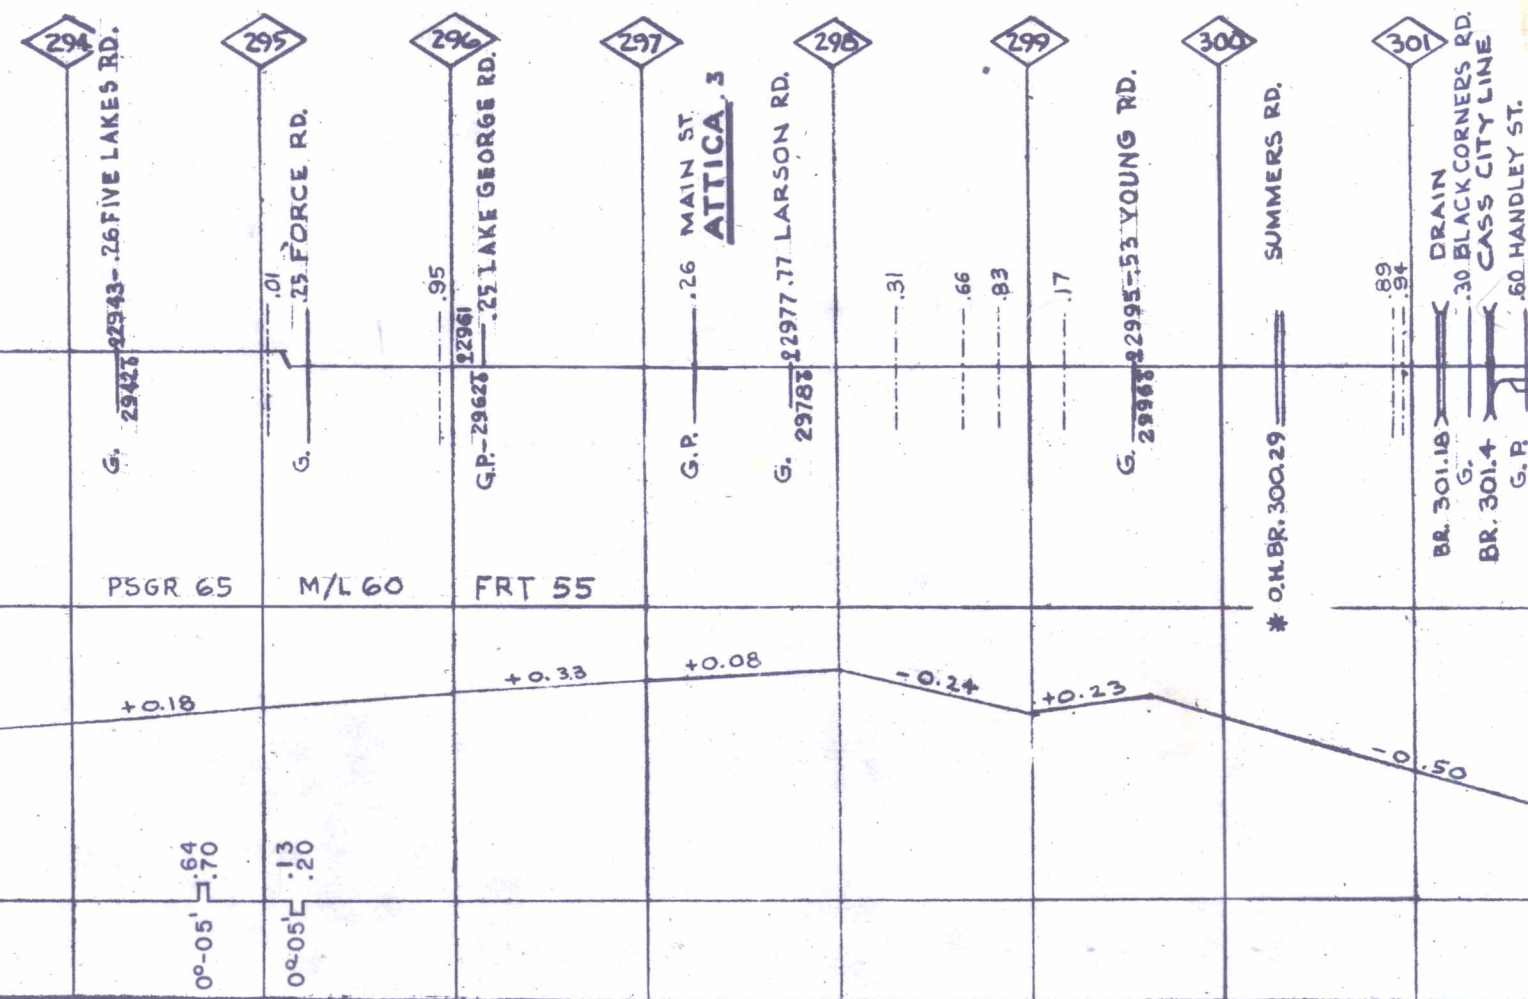 294
295
296
297
298
299
300
301
.26 FIVE LAKES RD.
22943-
G.
2942
.01
.25 FORCE RD.
G.
.95
22961
.25 LAKE GEORGE RD.
G.P.-2962
.26 MAIN ST.
ATTICA .3
G.P.
22977 .77 LARSON RD.
G.
2978
.31
.66
.83
.17
22995-.53 YOUNG RD.
G.
2996
SUMMERS RD.
* O.H. BR. 300.29
.89
.94
DRAIN
BR. 301.18
.30 BLACK CORNERS RD.
G.
CASS CITY LINE
BR. 301.4
.60 HANDLEY ST.
G.P.
PSGR 65
M/L 60
FRT 55
+0.18
+0.33
+0.08
-0.24
+0.23
-0.50
.64
.70
0°-05'
.13
.20
0°-05'